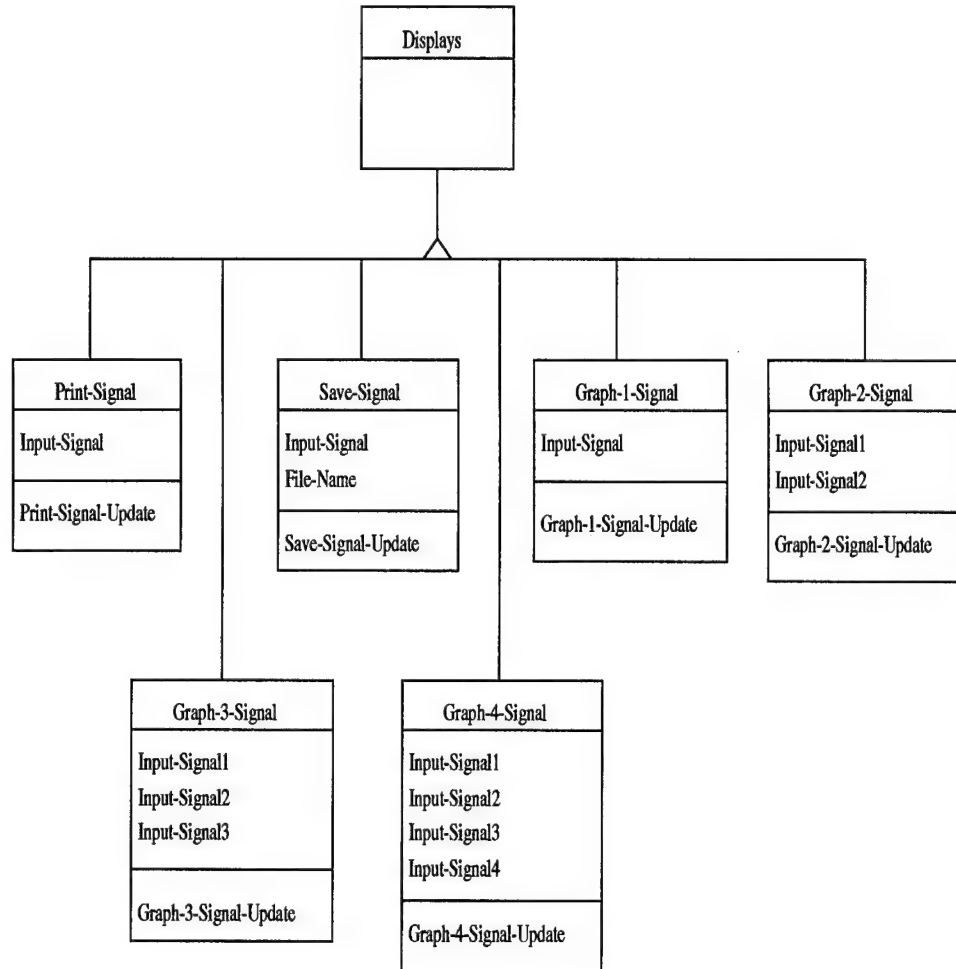 Displays
Print-Signal
Input-Signal
Print-Signal-Update
Save-Signal
Input-Signal
File-Name
Save-Signal-Update
Graph-1-Signal
Input-Signal
Graph-1-Signal-Update
Graph-2-Signal
Input-Signal1
Input-Signal2
Graph-2-Signal-Update
Graph-3-Signal
Input-Signal1
Input-Signal2
Input-Signal3
Graph-3-Signal-Update
Graph-4-Signal
Input-Signal1
Input-Signal2
Input-Signal3
Input-Signal4
Graph-4-Signal-Update